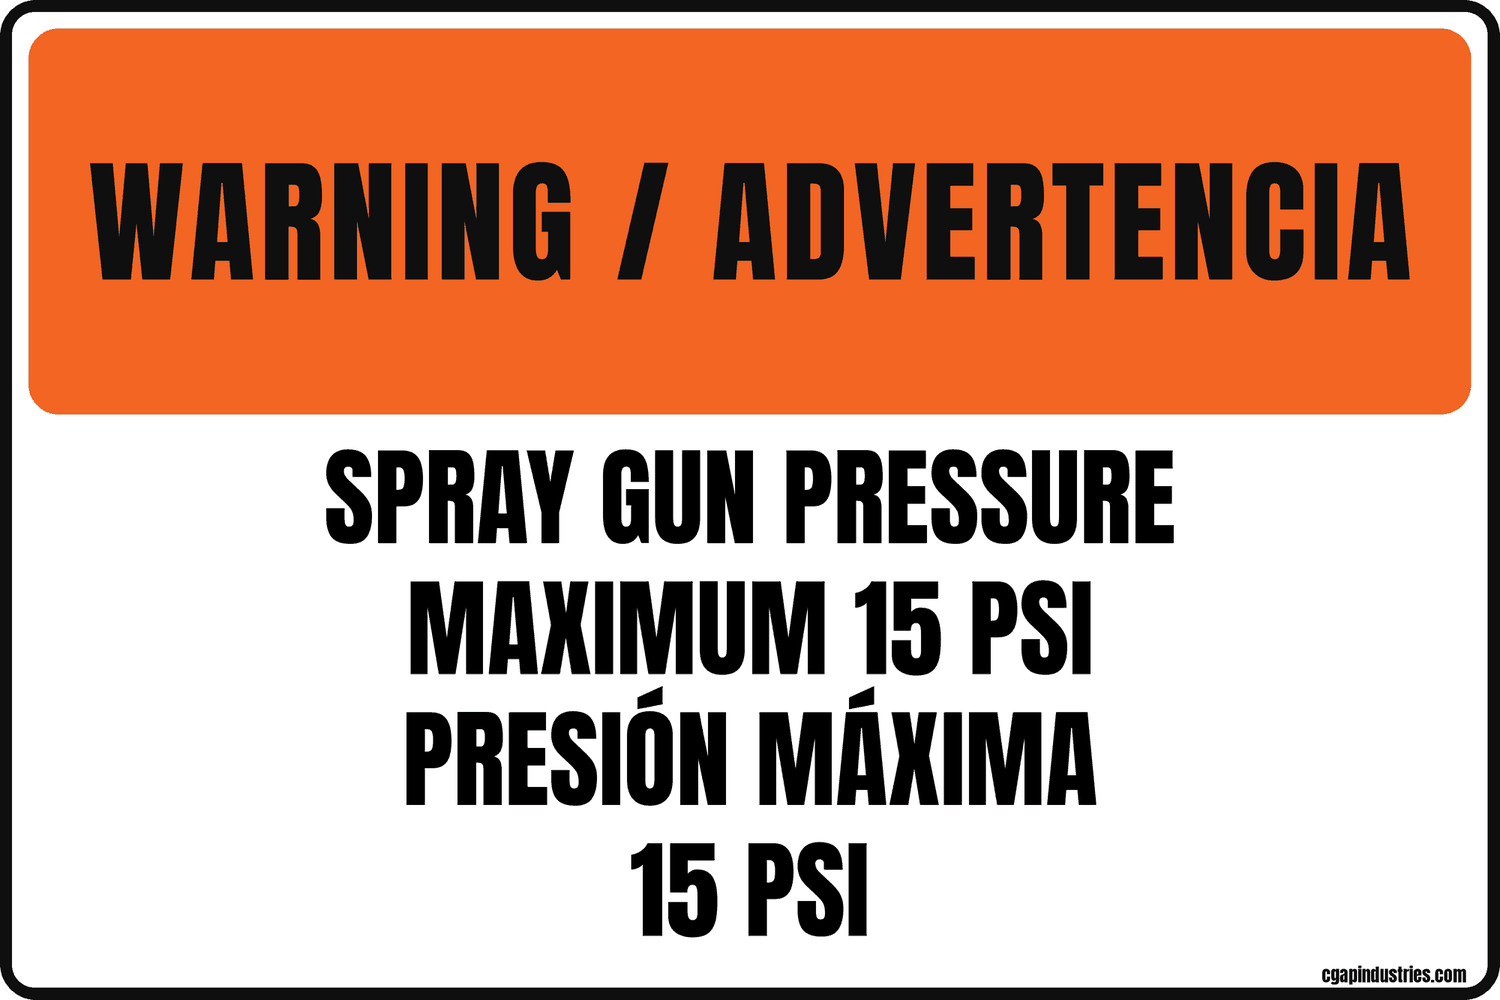 WARNING / ADVERTENCIA
SPRAY GUN PRESSURE
MAXIMUM 15 PSI
PRESIÓN MÁXIMA
15 PSI
cgapindustries.com